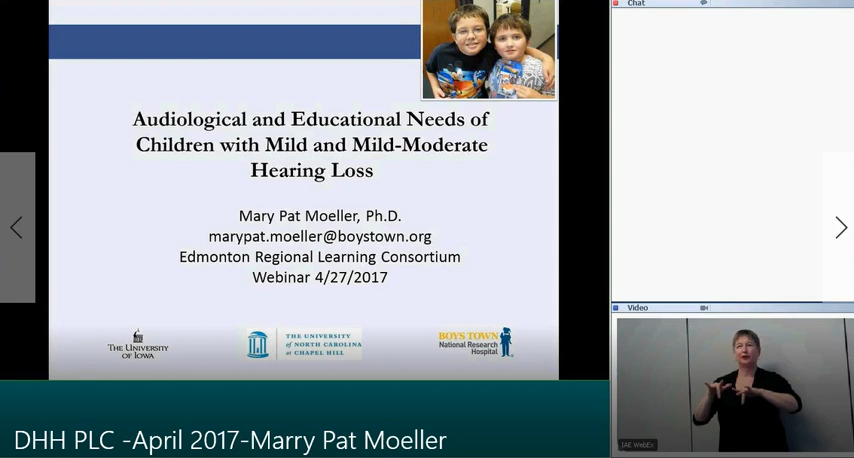 Chat
Audiological and Educational Needs of
Children with Mild and Mild-Moderate
Hearing Loss
Mary Pat Moeller, Ph.D.
marypat.moeller@boystown.org
Edmonton Regional Learning Consortium
Webinar 4/27/2017
THE UNIVERSITY
OF IOWA
THE UNIVERSITY
of NORTH CAROLINA
at CHAPEL HILL
BOYS TOWN
National Research
Hospital
Video
IAE WebEx
DHH PLC -April 2017-Marry Pat Moeller